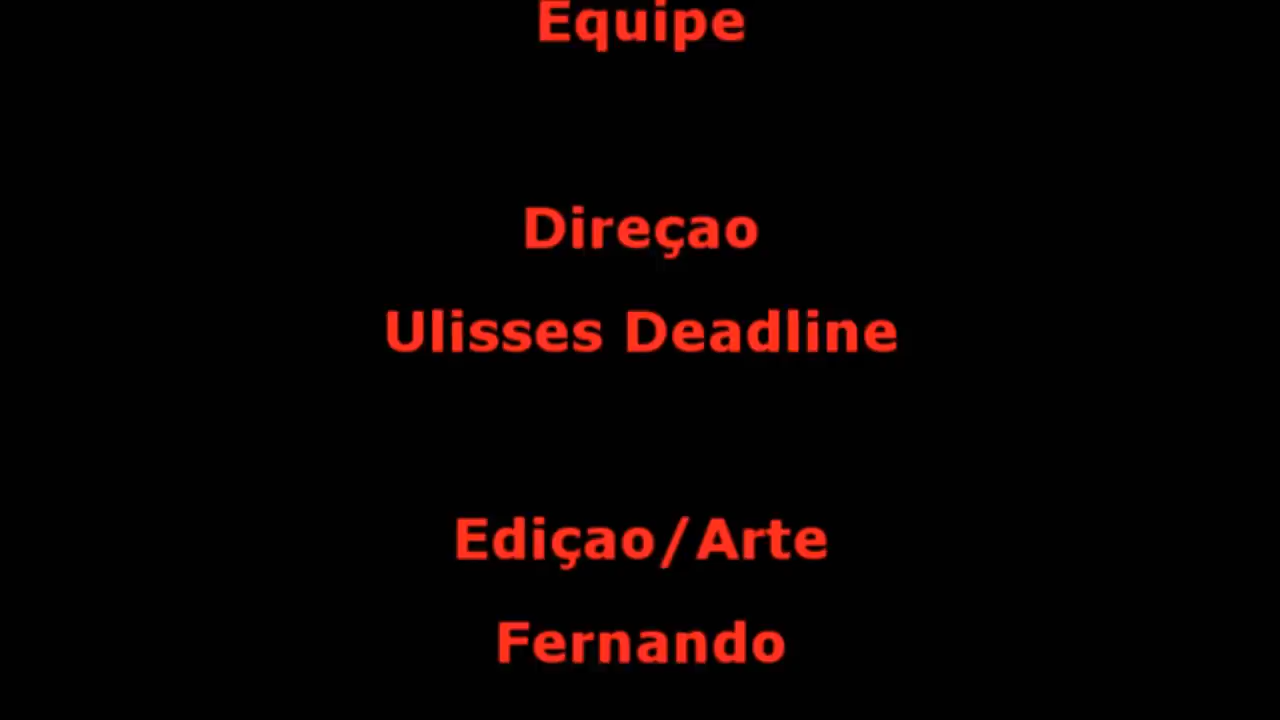 Equipe
Direçao
Ulisses Deadline
Ediçao/Arte
Fernando